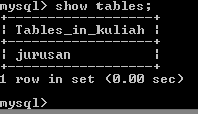 mysql> show tables;
+------------------+
| Tables_in_kuliah |
+------------------+
| jurusan          |
+------------------+
1 row in set (0.00 sec)
mysql>